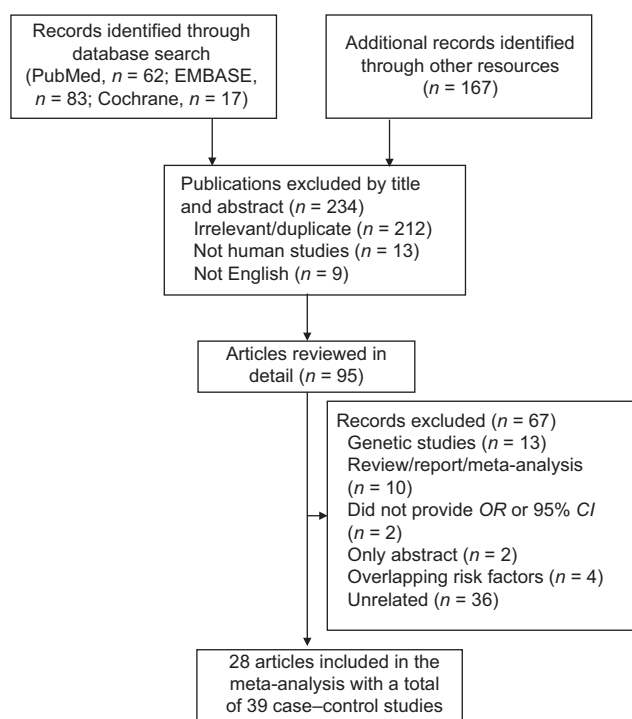 Records identified through
database search
(PubMed, n = 62; EMBASE,
n = 83; Cochrane, n = 17)
Additional records identified
through other resources
(n = 167)
Publications excluded by title
and abstract (n = 234)
Irrelevant/duplicate (n = 212)
Not human studies (n = 13)
Not English (n = 9)
Articles reviewed in
detail (n = 95)
Records excluded (n = 67)
Genetic studies (n = 13)
Review/report/meta-analysis
(n = 10)
Did not provide OR or 95% CI
(n = 2)
Only abstract (n = 2)
Overlapping risk factors (n = 4)
Unrelated (n = 36)
28 articles included in the
meta-analysis with a total
of 39 case–control studies